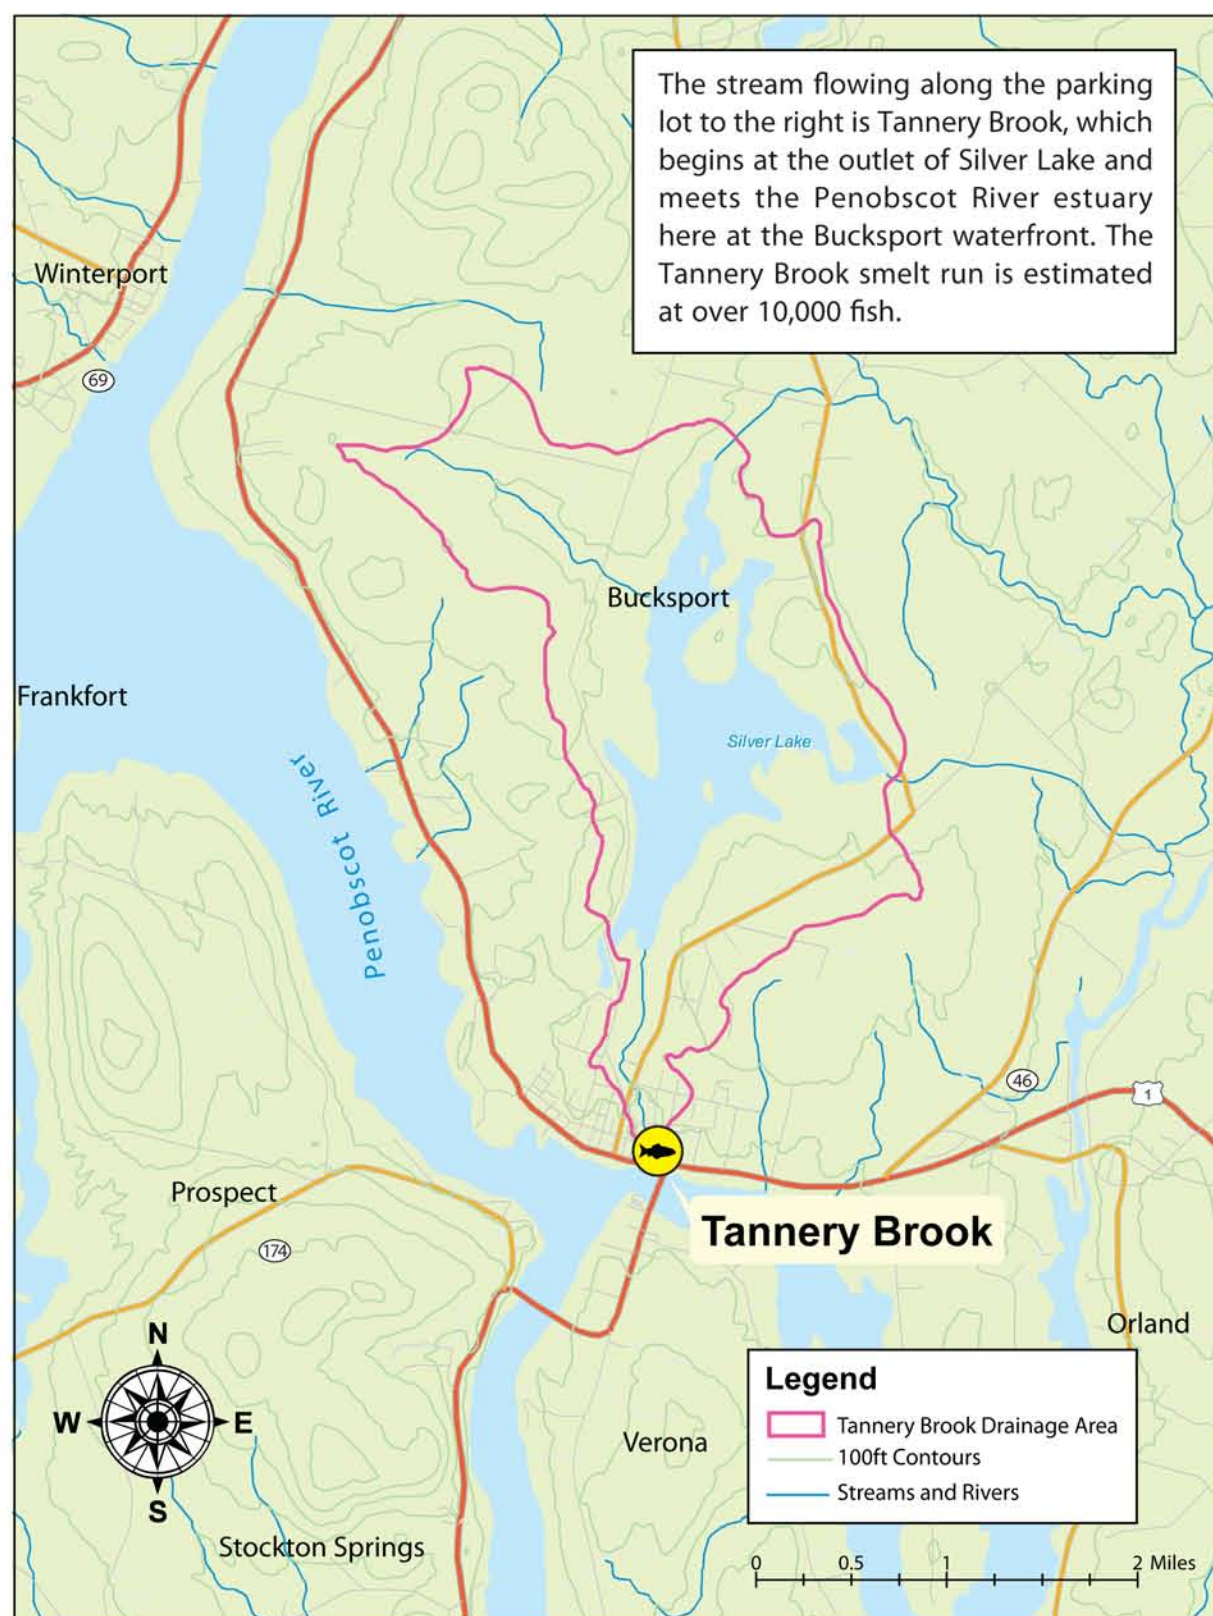 The stream flowing along the parking
lot to the right is Tannery Brook, which
begins at the outlet of Silver Lake and
meets the Penobscot River estuary
here at the Bucksport waterfront. The
Tannery Brook smelt run is estimated
at over 10,000 fish.
Winterport
69
Bucksport
Frankfort
Silver Lake
Penobscot River
46
1
Prospect
174
Tannery Brook
Orland
N
W
E
S
Verona
Stockton Springs
Legend
Tannery Brook Drainage Area
100ft Contours
Streams and Rivers
0 0.5 1 2 Miles